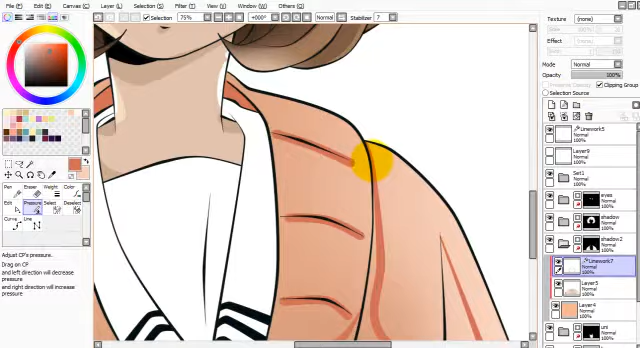 File (F) Edit (E) Canvas (C) Layer (L) Selection (S) Filter (T) View (V) Window (W) Others (O)
Selection 75% +000° Normal Stabilizer 7
Texture (none)
Effect (none)
Mode Normal
Opacity 100%
Clipping Group
Selection Source
Linework5
Normal
100%
Layer9
Normal
100%
Set1
Normal
100%
eyes
Normal
100%
shadow
Normal
100%
shadow2
Normal
100%
Linework7
Normal
100%
Layer5
Normal
100%
Layer4
Normal
100%
uni
Normal
100%
Pen Eraser Weight Color
Edit Pressure Select Deselect
Curve Line
Adjust CP's pressure.
Drag on CP
and left direction will decrease
pressure
and right direction will increase
pressure